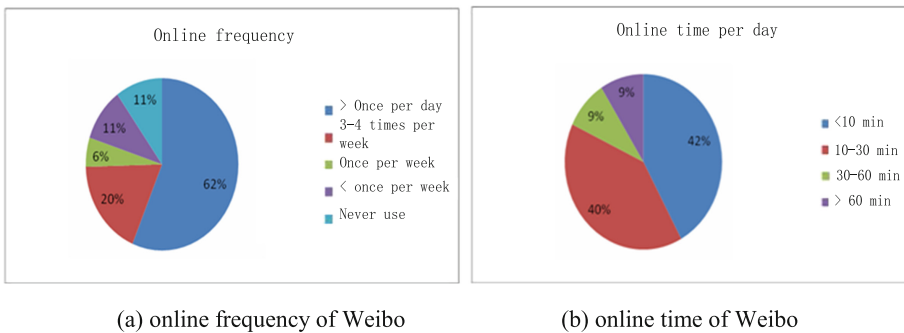 Online frequency
11%
11%
6%
20%
62%
> Once per day
3-4 times per
week
Once per week
< once per week
Never use
Online time per day
9%
9%
42%
40%
<10 min
10-30 min
30-60 min
> 60 min
(a) online frequency of Weibo
(b) online time of Weibo